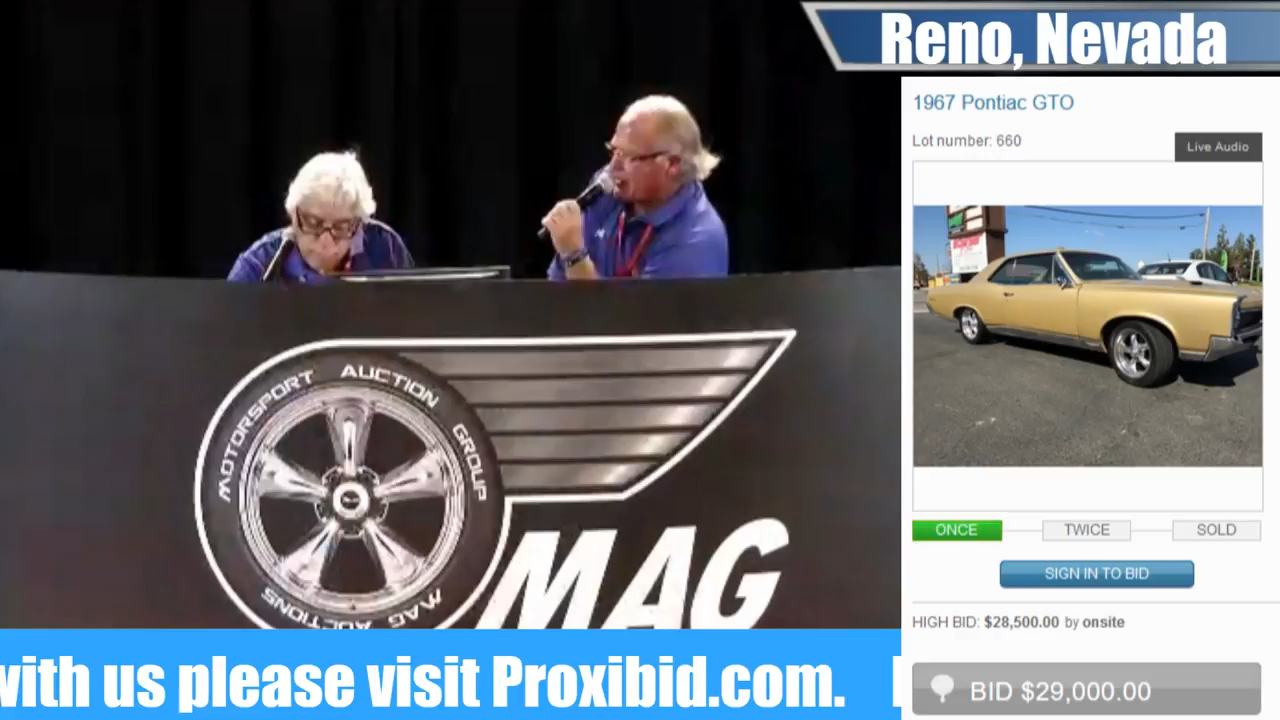 Reno, Nevada
1967 Pontiac GTO
Lot number: 660
Live Audio
MOTORSPORT AUCTION GROUP
MAG AUCTIONS
MAG
ONCE
TWICE
SOLD
SIGN IN TO BID
HIGH BID: $28,500.00 by onsite
BID $29,000.00
with us please visit Proxibid.com.